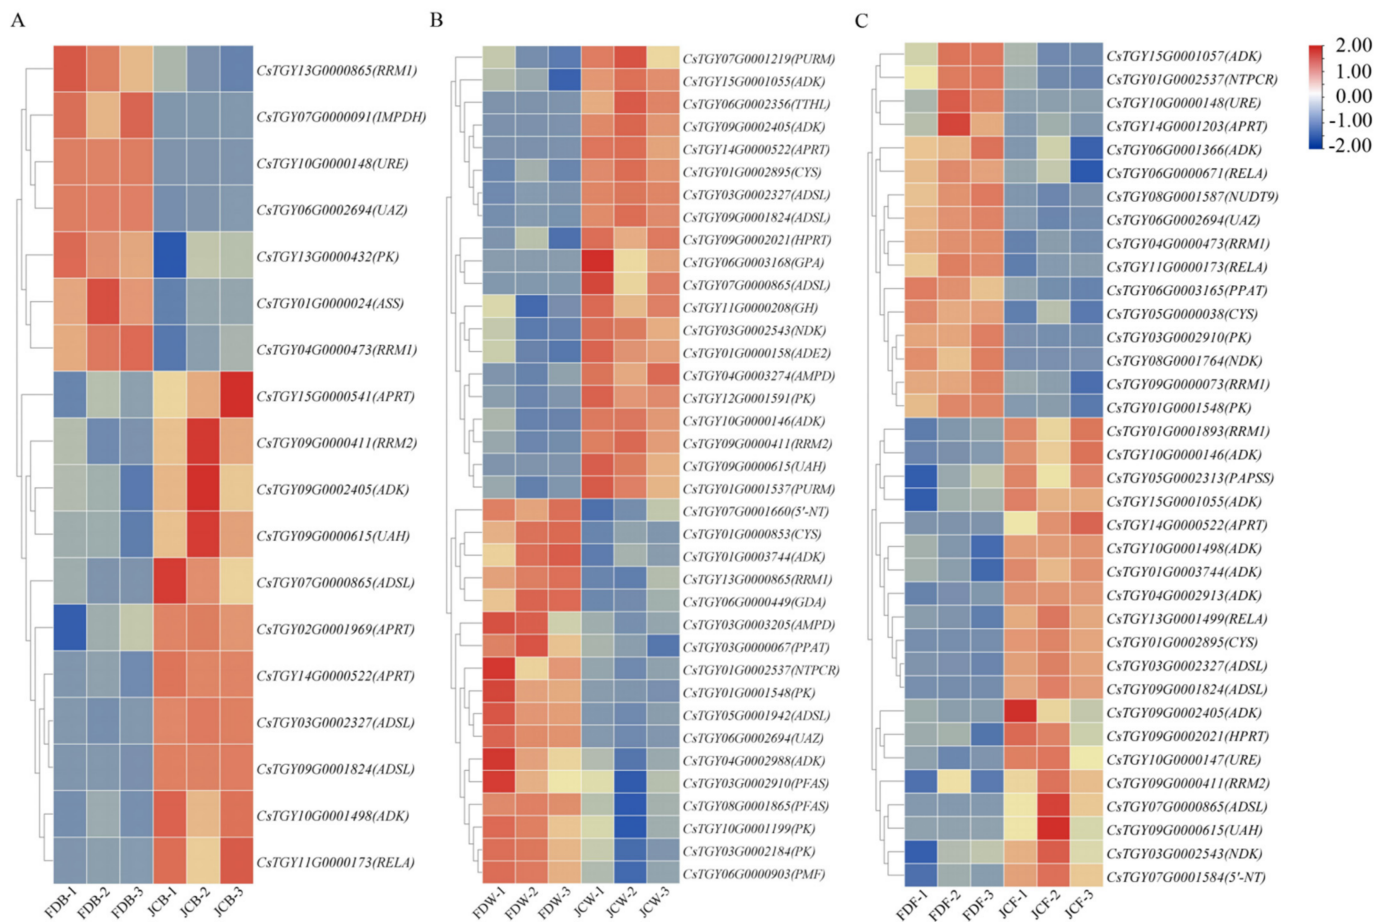 A
CsTGY13G0000865(RRM1)
CsTGY07G0000091(IMPDH)
CsTGY10G0000148(URE)
CsTGY06G0002694(UAZ)
CsTGY13G0000432(PK)
CsTGY01G0000024(ASS)
CsTGY04G0000473(RRM1)
CsTGY15G0000541(APRT)
CsTGY09G0000411(RRM2)
CsTGY09G0002405(ADK)
CsTGY09G0000615(UAH)
CsTGY07G0000865(ADSL)
CsTGY02G0001969(APRT)
CsTGY14G0000522(APRT)
CsTGY03G0002327(ADSL)
CsTGY09G0001824(ADSL)
CsTGY10G0001498(ADK)
CsTGY11G0000173(RELA)
FDB-1 FDB-2 FDB-3 JCB-1 JCB-2 JCB-3
B
CsTGY07G0001219(PURM)
CsTGY15G0001055(ADK)
CsTGY06G0002356(TTHL)
CsTGY09G0002405(ADK)
CsTGY14G0000522(APRT)
CsTGY01G0002895(CYS)
CsTGY03G0002327(ADSL)
CsTGY09G0001824(ADSL)
CsTGY09G0002021(HPRT)
CsTGY06G0003168(GPA)
CsTGY07G0000865(ADSL)
CsTGY11G0000208(GH)
CsTGY03G0002543(NDK)
CsTGY01G0000158(ADE2)
CsTGY04G0003274(AMPD)
CsTGY12G0001591(PK)
CsTGY10G0000146(ADK)
CsTGY09G0000411(RRM2)
CsTGY09G0000615(UAH)
CsTGY01G0001537(PURM)
CsTGY07G0001660(5'-NT)
CsTGY01G0000853(CYS)
CsTGY01G0003744(ADK)
CsTGY13G0000865(RRM1)
CsTGY06G0000449(GDA)
CsTGY03G0003205(AMPD)
CsTGY03G0000067(PPAT)
CsTGY01G0002537(NTPCR)
CsTGY01G0001548(PK)
CsTGY05G0001942(ADSL)
CsTGY06G0002694(UAZ)
CsTGY04G0002988(ADK)
CsTGY03G0002910(PFAS)
CsTGY08G0001865(PFAS)
CsTGY10G0001199(PK)
CsTGY03G0002184(PK)
CsTGY06G0000903(PMF)
FDW-1 FDW-2 FDW-3 JCW-1 JCW-2 JCW-3
C
CsTGY15G0001057(ADK)
CsTGY01G0002537(NTPCR)
CsTGY10G0000148(URE)
CsTGY14G0001203(APRT)
CsTGY06G0001366(ADK)
CsTGY06G0000671(RELA)
CsTGY08G0001587(NUDT9)
CsTGY06G0002694(UAZ)
CsTGY04G0000473(RRM1)
CsTGY11G0000173(RELA)
CsTGY06G0003165(PPAT)
CsTGY05G0000038(CYS)
CsTGY03G0002910(PK)
CsTGY08G0001764(NDK)
CsTGY09G0000073(RRM1)
CsTGY01G0001548(PK)
CsTGY01G0001893(RRM1)
CsTGY10G0000146(ADK)
CsTGY05G0002313(PAPSS)
CsTGY15G0001055(ADK)
CsTGY14G0000522(APRT)
CsTGY10G0001498(ADK)
CsTGY01G0003744(ADK)
CsTGY04G0002913(ADK)
CsTGY13G0001499(RELA)
CsTGY01G0002895(CYS)
CsTGY03G0002327(ADSL)
CsTGY09G0001824(ADSL)
CsTGY09G0002405(ADK)
CsTGY09G0002021(HPRT)
CsTGY10G0000147(URE)
CsTGY09G0000411(RRM2)
CsTGY07G0000865(ADSL)
CsTGY09G0000615(UAH)
CsTGY03G0002543(NDK)
CsTGY07G0001584(5'-NT)
FDF-1 FDF-2 FDF-3 JCF-1 JCF-2 JCF-3
2.00
1.00
0.00
-1.00
-2.00